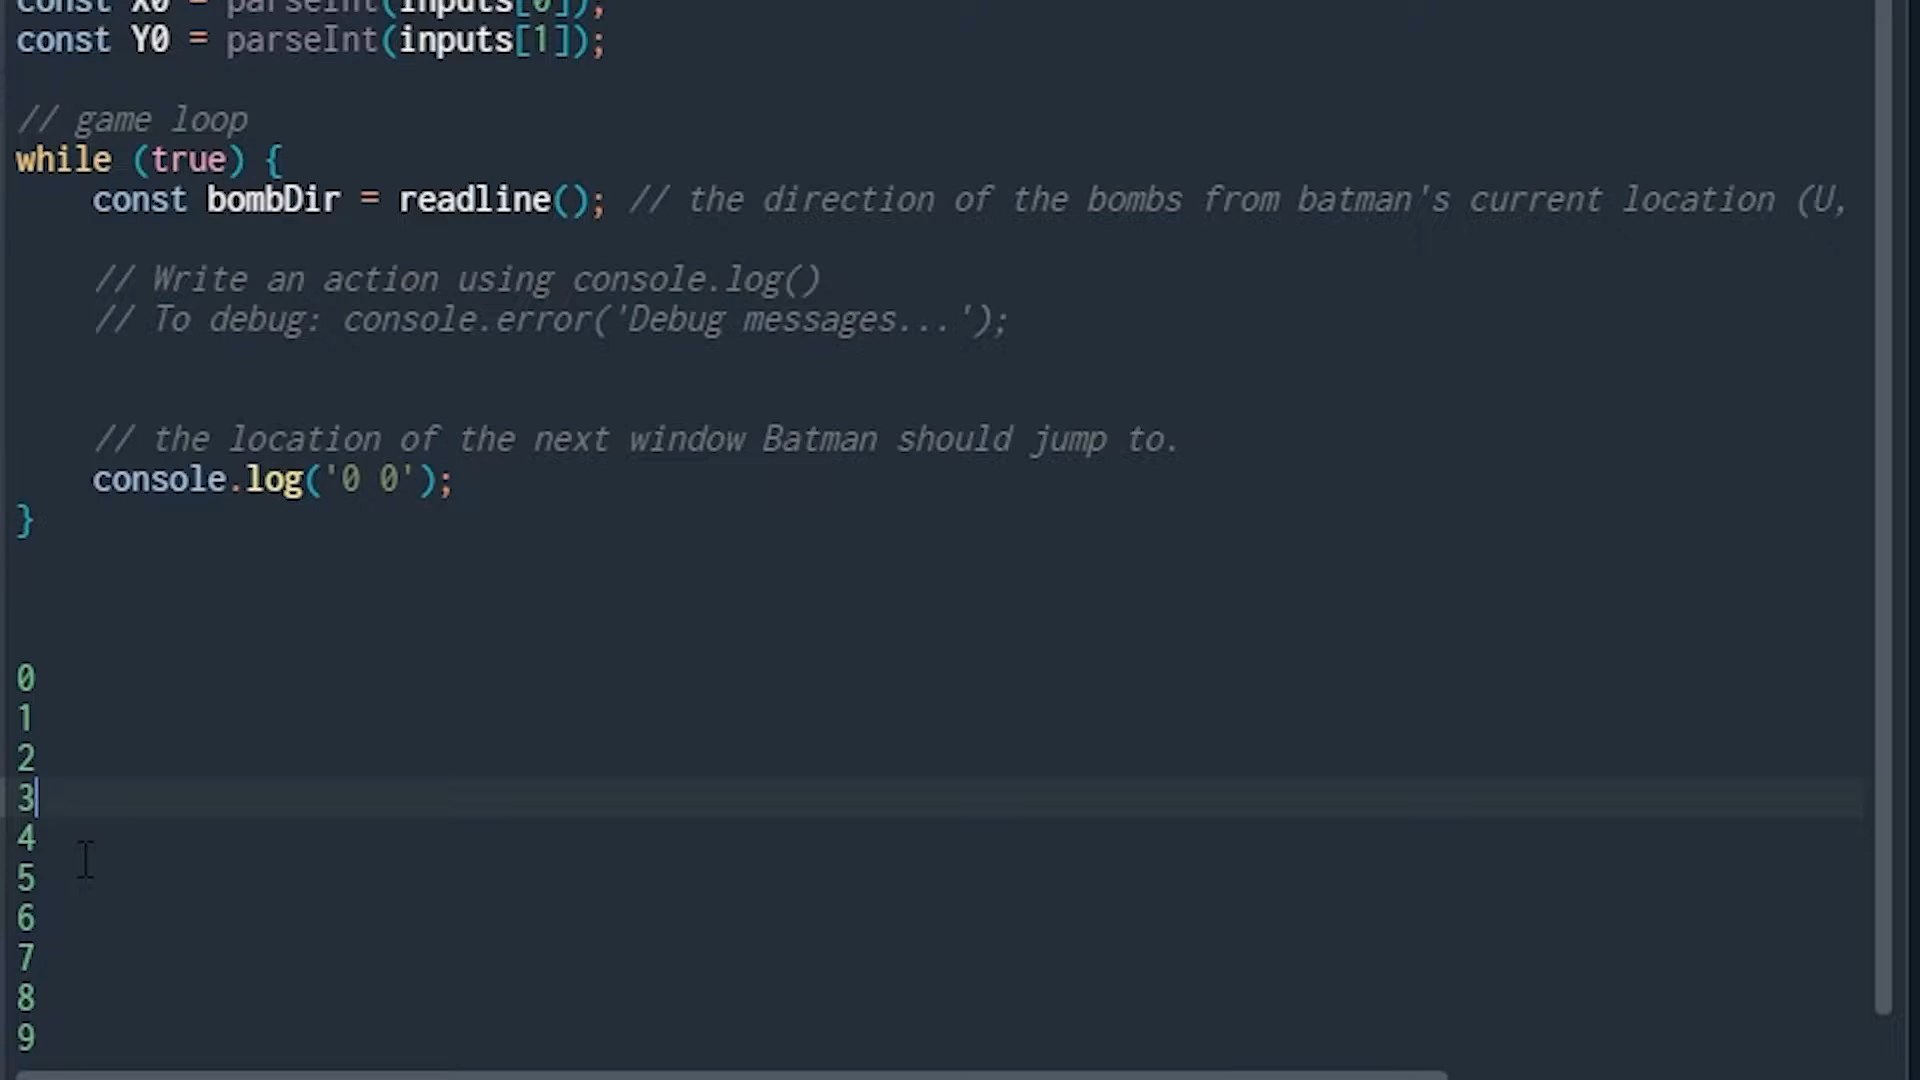 const X0 = parseInt(inputs[0]);
const Y0 = parseInt(inputs[1]);
// game loop
while (true) {
const bombDir = readline(); // the direction of the bombs from batman's current location (U,
// Write an action using console.log()
// To debug: console.error('Debug messages...');
// the location of the next window Batman should jump to.
console.log('0 0');
}
0
1
2
3
4
5
6
7
8
9